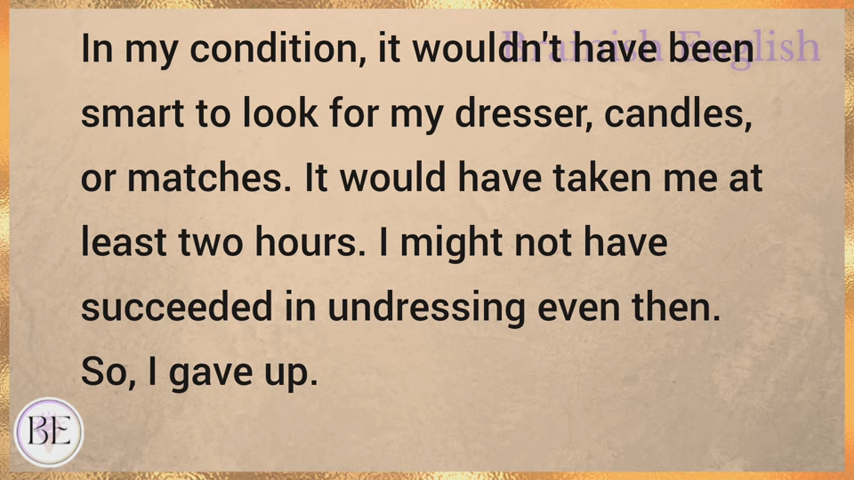 Brainish English
In my condition, it wouldn't have been
smart to look for my dresser, candles,
or matches. It would have taken me at
least two hours. I might not have
succeeded in undressing even then.
So, I gave up.
BE